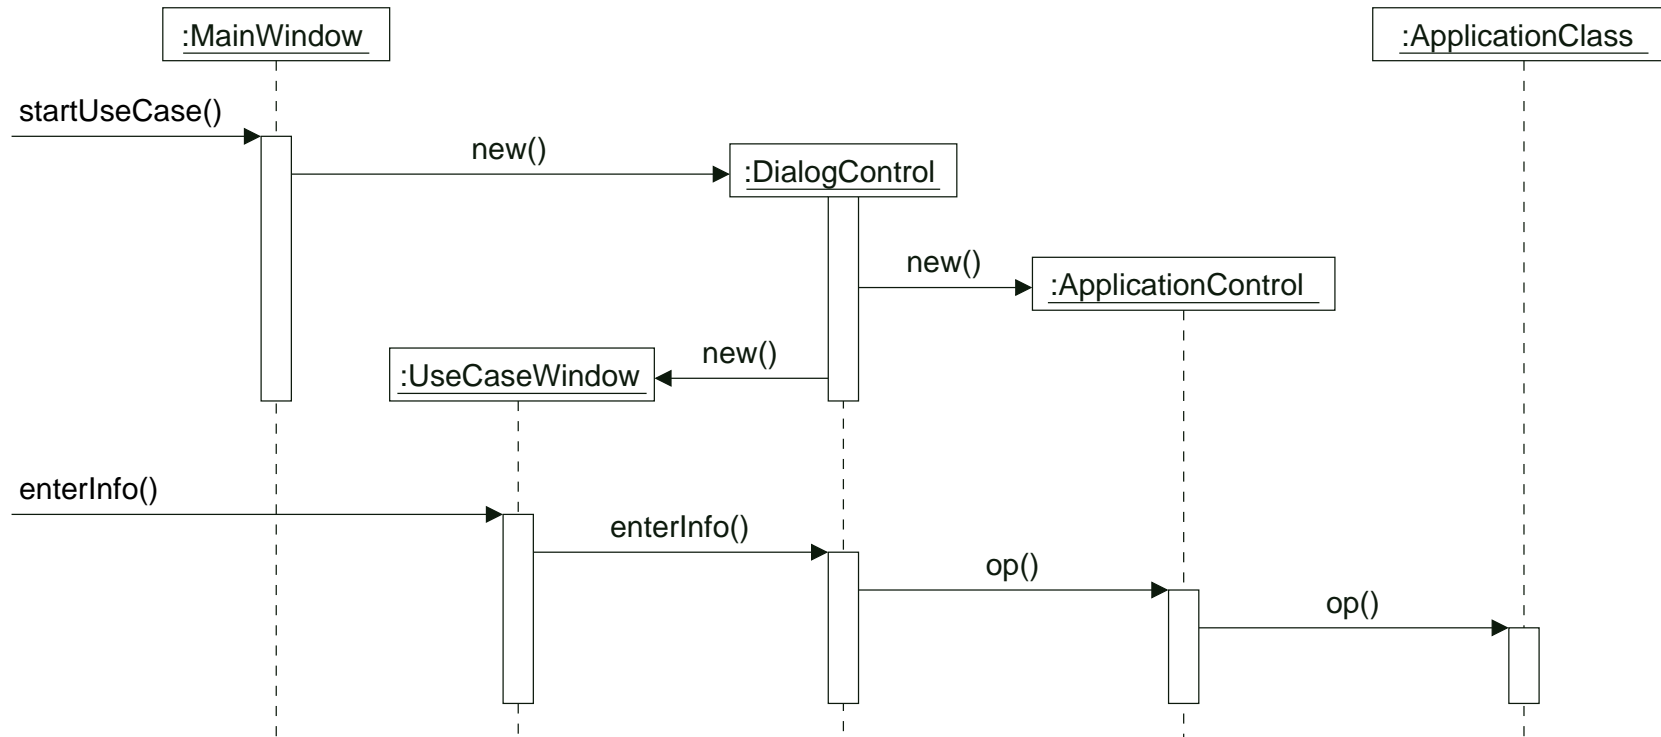 :MainWindow
:ApplicationClass
startUseCase()
new()
:DialogControl
new()
:ApplicationControl
new()
:UseCaseWindow
enterInfo()
enterInfo()
op()
op()